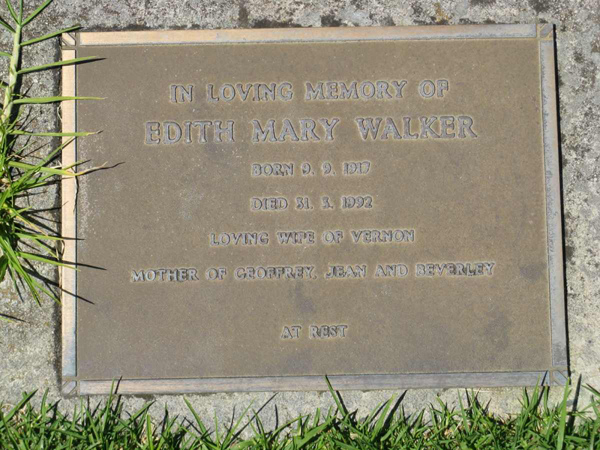 IN LOVING MEMORY OF
EDITH MARY WALKER
BORN 9. 9. 1917
DIED 31. 3. 1992
LOVING WIFE OF VERNON
MOTHER OF GEOFFREY, JEAN AND BEVERLEY
AT REST